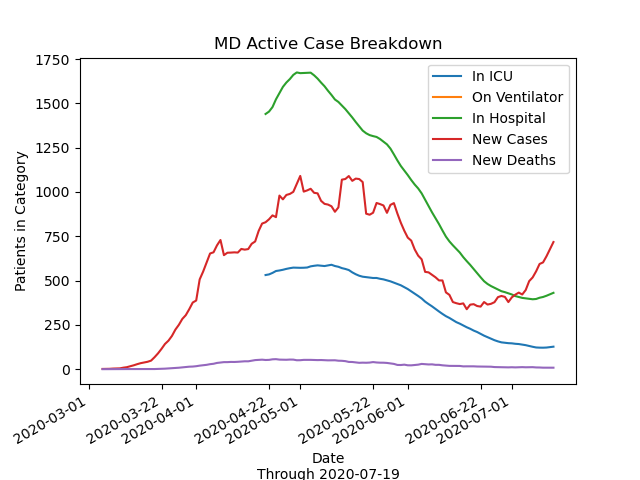 MD Active Case Breakdown
1750
1500
1250
1000
750
500
250
0
Patients in Category
In ICU
On Ventilator
In Hospital
New Cases
New Deaths
2020-03-01
2020-03-22
2020-04-01
2020-04-22
2020-05-01
2020-05-22
2020-06-01
2020-06-22
2020-07-01
Date
Through 2020-07-19